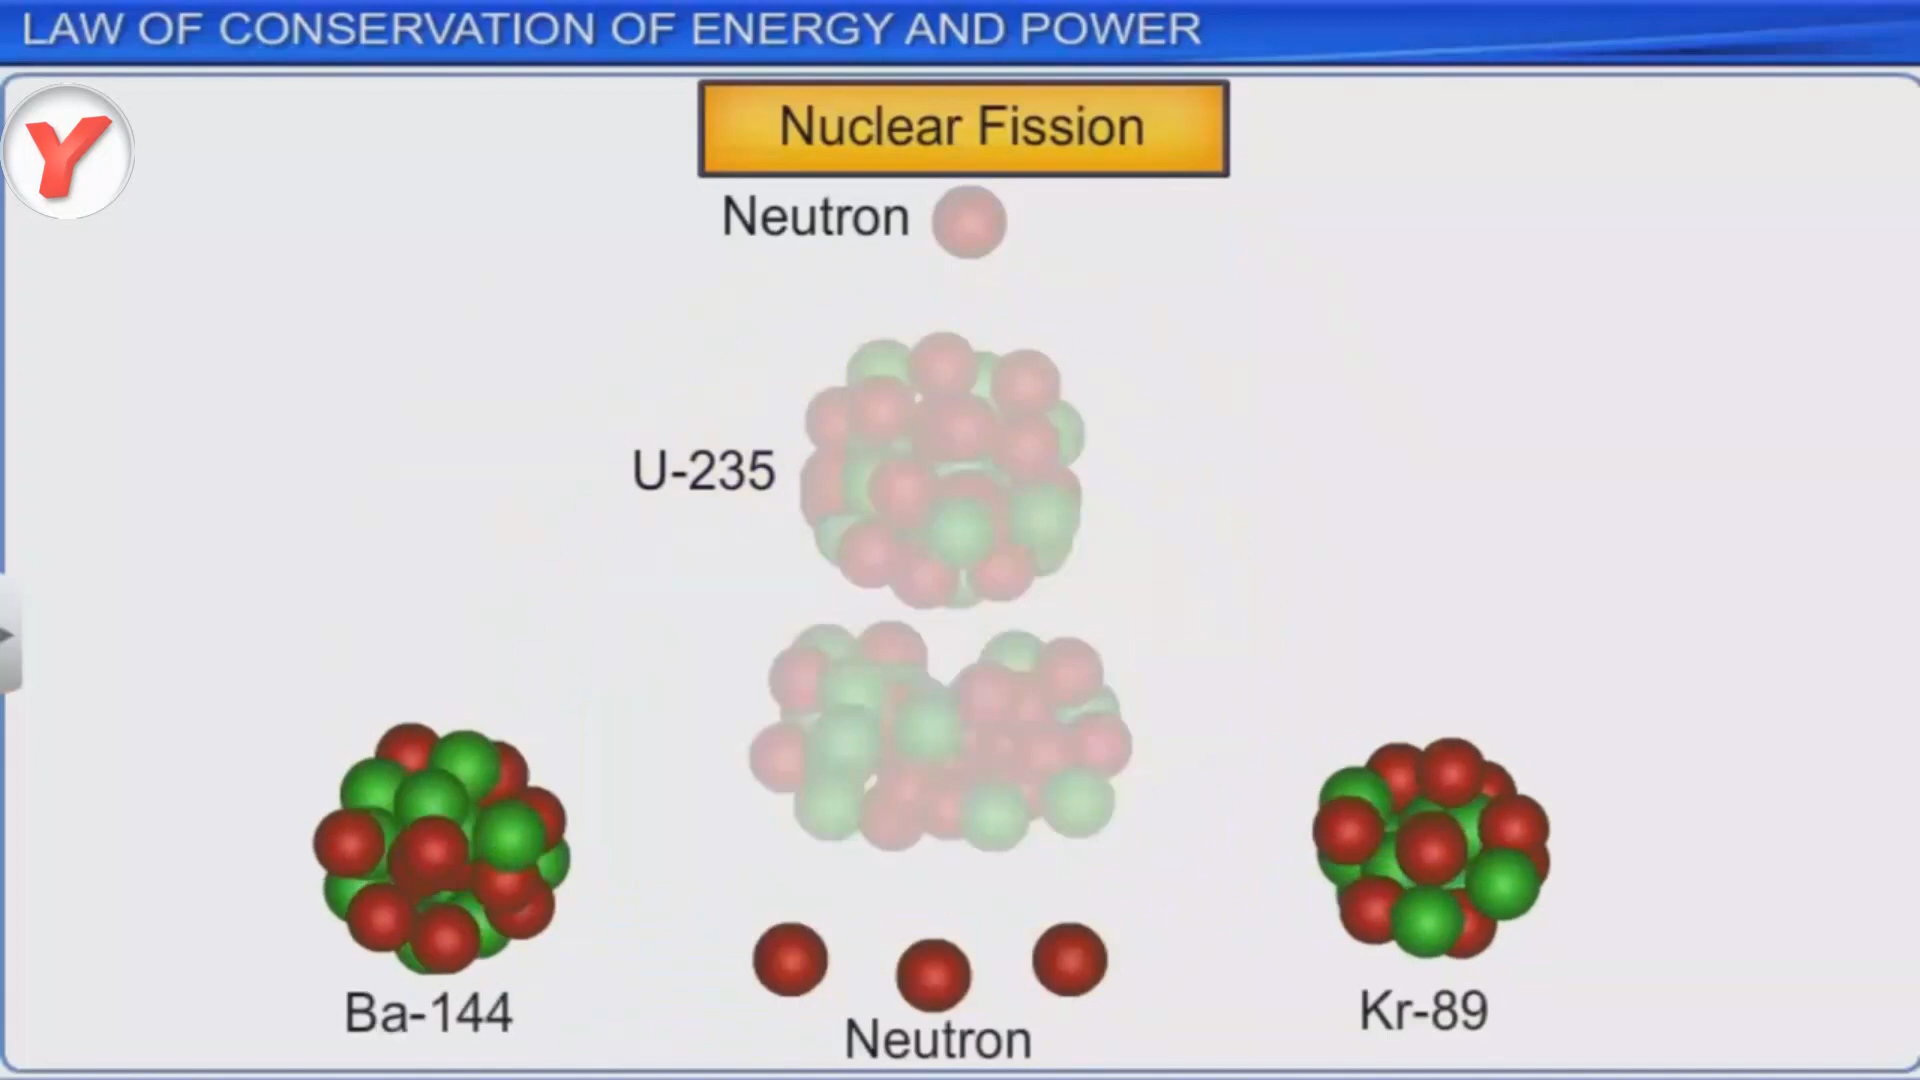 LAW OF CONSERVATION OF ENERGY AND POWER
Y
Nuclear Fission
Neutron
U-235
Ba-144
Neutron
Kr-89